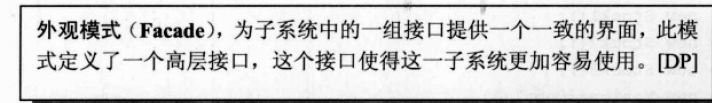 外观模式（Facade），为子系统中的一组接口提供一个一致的界面，此模
式定义了一个高层接口，这个接口使得这一子系统更加容易使用。[DP]